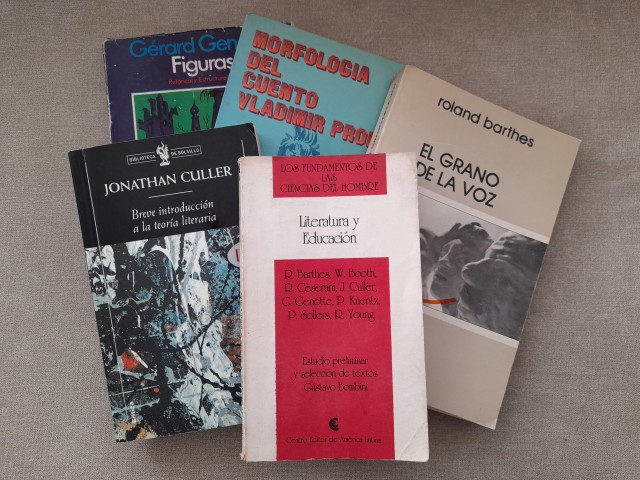 Gérard Gen
Figuras
MORFOLOGIA
DEL
CUENTO
VLADIMIR PRO
roland barthes
EL GRANO
DE LA VOZ
BIBLIOTECA DE BOLSILLO
JONATHAN CULLER
Breve introducción
a la teoría literaria
LOS FUNDAMENTOS DE
LAS
CIENCIAS DEL HOMBRE
Literatura y
Educación
R. Barthes, W. Booth,
R. Ceserani, J. Culler,
G. Genette, P. Kuentz,
P. Sollers, R. Young
Estudio preliminar
y selección de textos
Gustavo Bombini
Centro Editor de América Latina